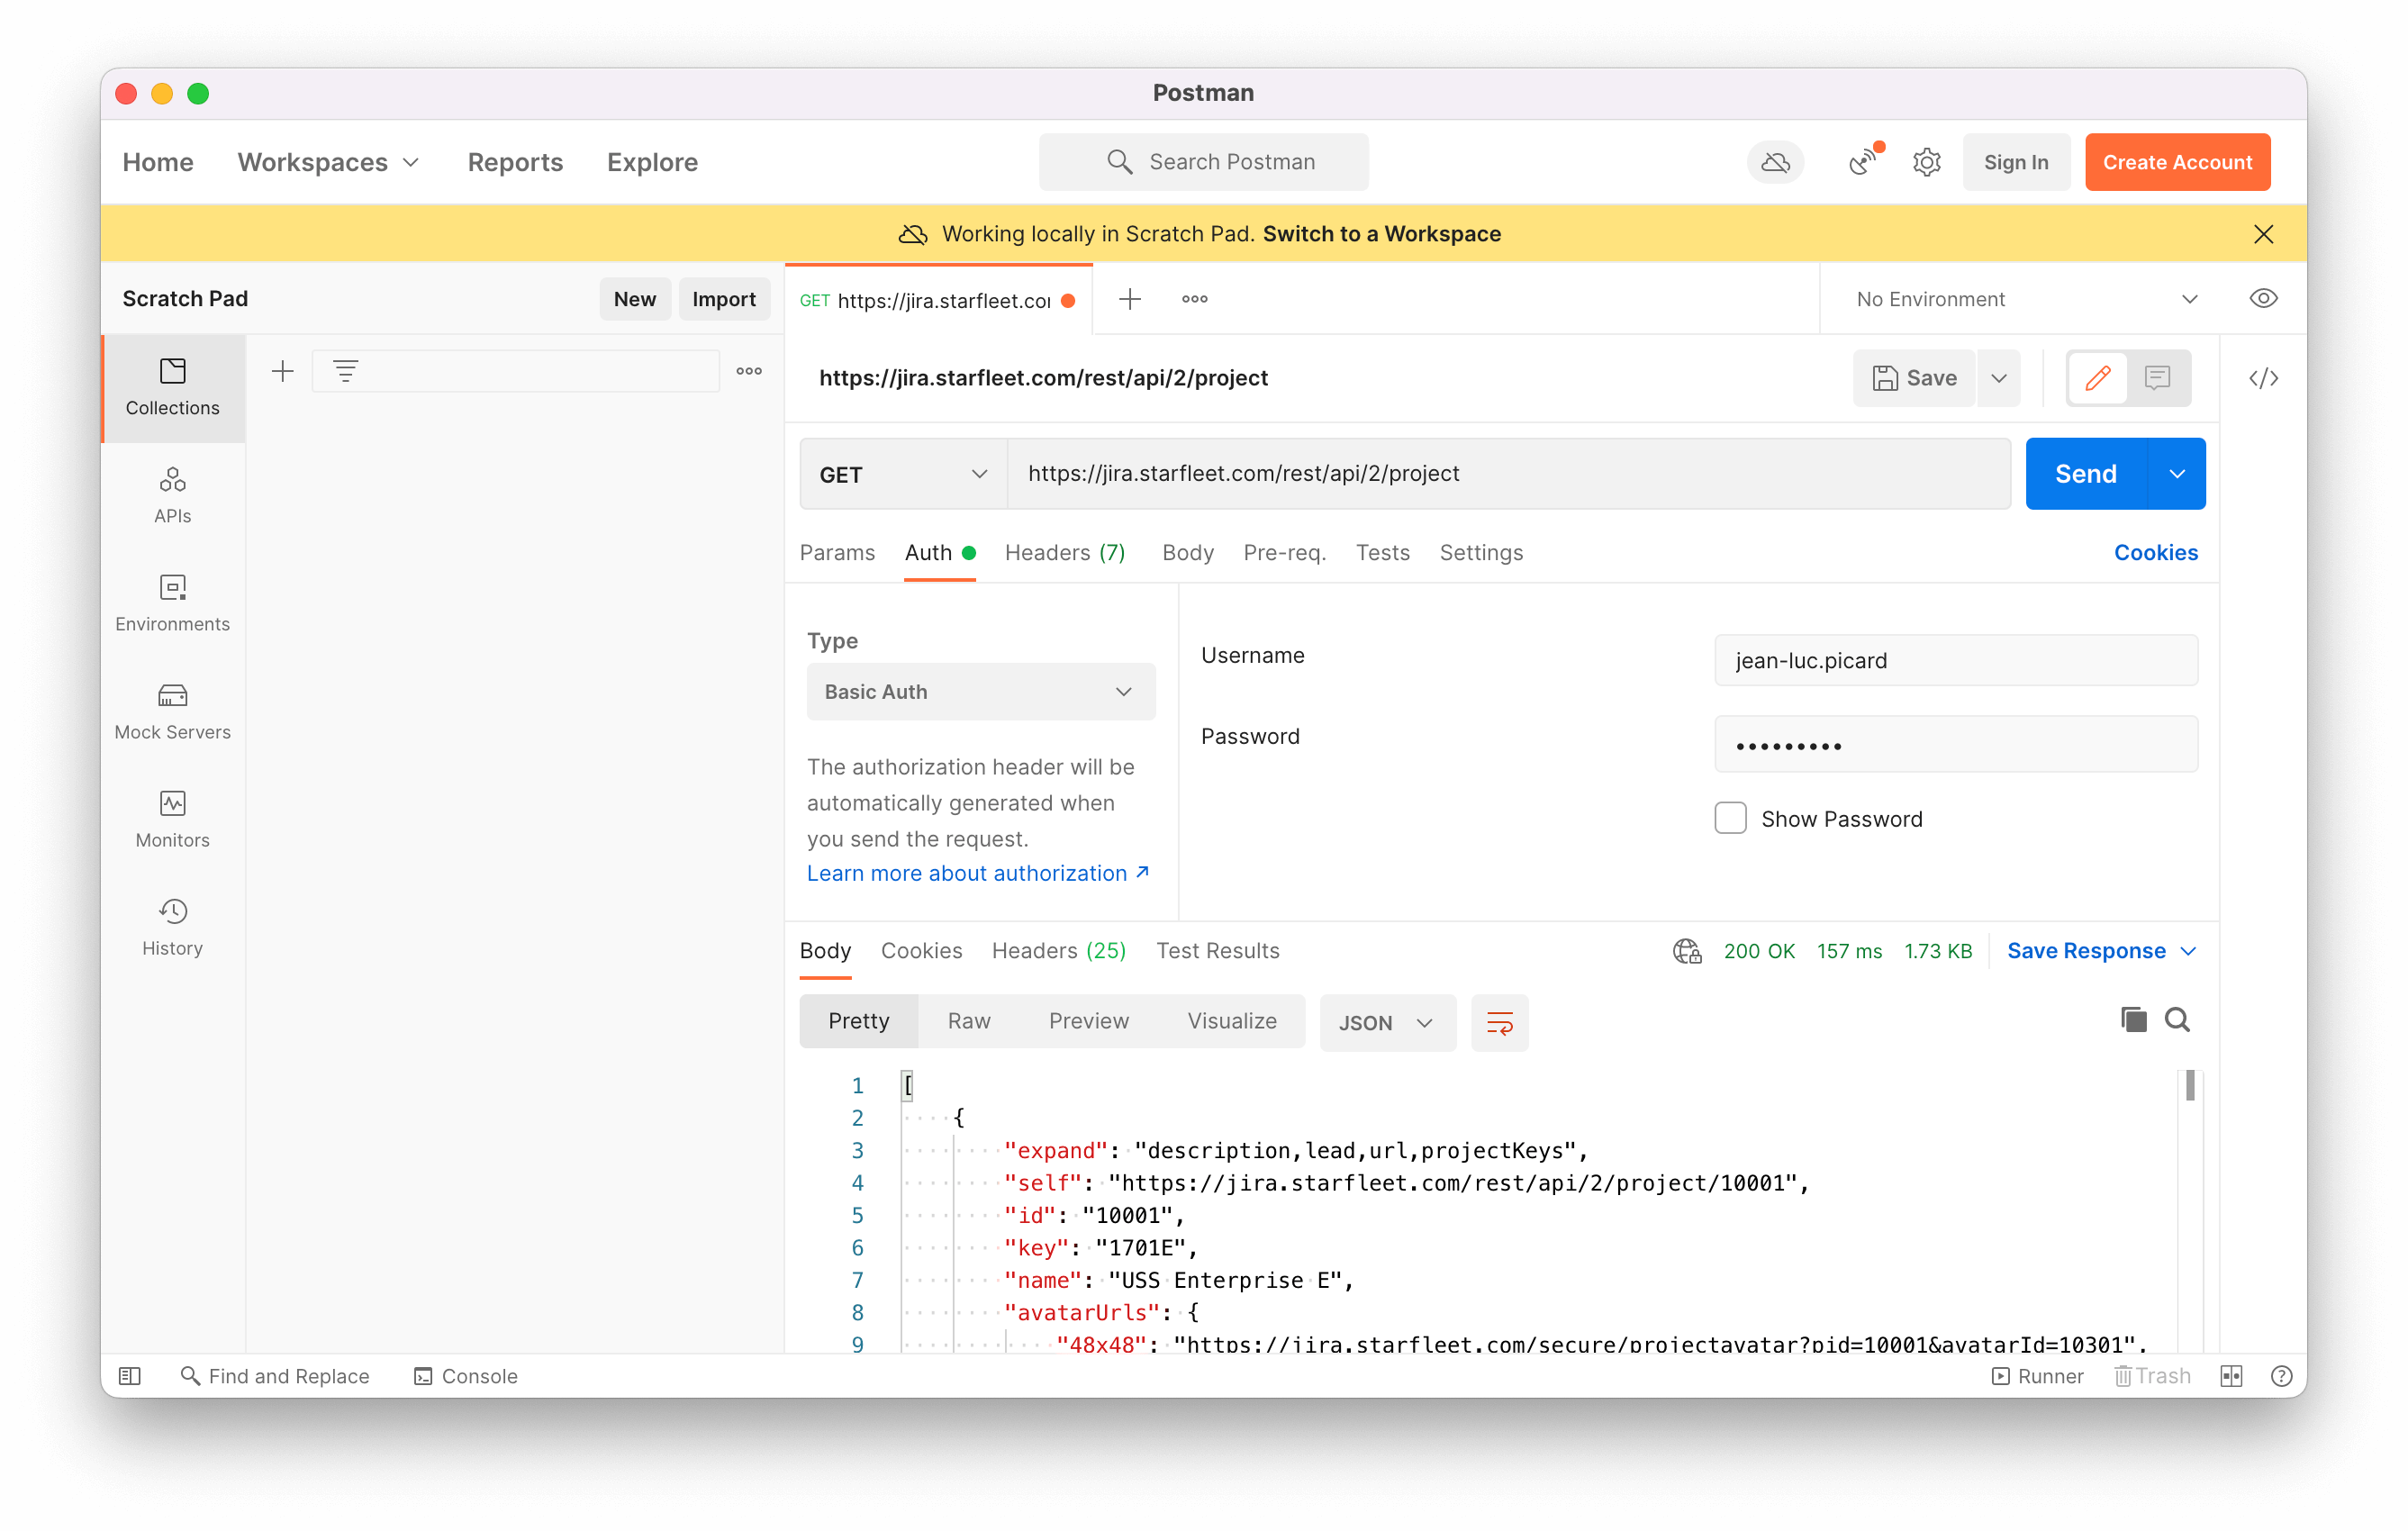 Postman
Home Workspaces Reports Explore Search Postman Sign In Create Account
Working locally in Scratch Pad. Switch to a Workspace
Scratch Pad New Import GET https://jira.starfleet.co No Environment
Collections
APIs
Environments
Mock Servers
Monitors
History
https://jira.starfleet.com/rest/api/2/project Save
GET https://jira.starfleet.com/rest/api/2/project Send
Params Auth Headers (7) Body Pre-req. Tests Settings Cookies
Type
Basic Auth
The authorization header will be
automatically generated when
you send the request.
Learn more about authorization ↗
Username jean-luc.picard
Password •••••••••
Show Password
Body Cookies Headers (25) Test Results 200 OK 157 ms 1.73 KB Save Response
Pretty Raw Preview Visualize JSON
1 [
2 {
3 "expand": "description,lead,url,projectKeys",
4 "self": "https://jira.starfleet.com/rest/api/2/project/10001",
5 "id": "10001",
6 "key": "1701E",
7 "name": "USS Enterprise E",
8 "avatarUrls": {
9 "48x48": "https://jira.starfleet.com/secure/projectavatar?pid=10001&avatarId=10301",
Find and Replace Console Runner Trash